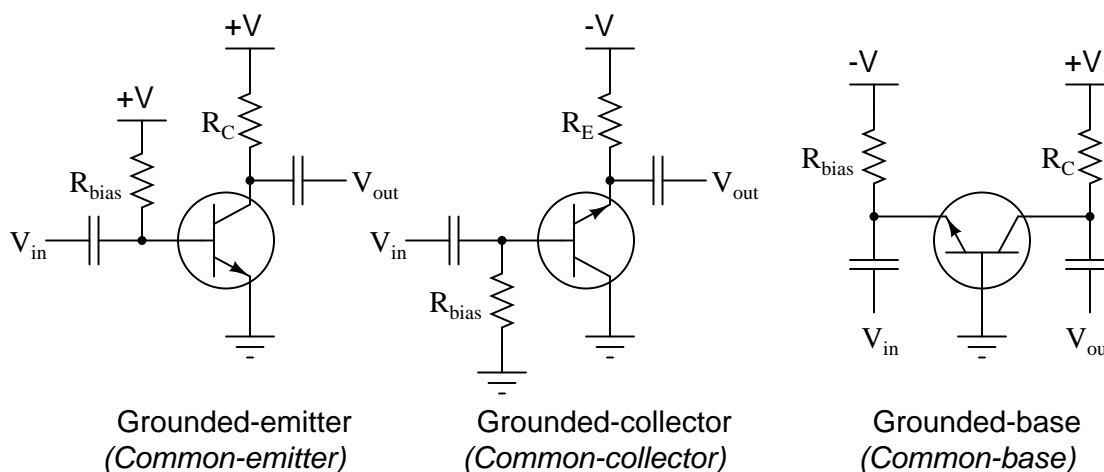 +V
+V
R_C
R_bias
V_in
V_out
Grounded-emitter
(Common-emitter)
-V
R_E
V_in
V_out
R_bias
Grounded-collector
(Common-collector)
-V
+V
R_bias
R_C
V_in
V_ou
Grounded-base
(Common-base)